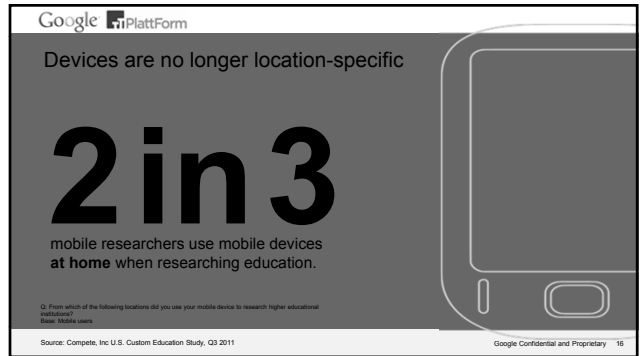 Google PlattForm
Devices are no longer location-specific
2 in 3
mobile researchers use mobile devices
at home when researching education.
Q: From which of the following locations did you use your mobile device to research higher educational
institutions?
Base: Mobile users
Source: Compete, Inc U.S. Custom Education Study, Q3 2011
Google Confidential and Proprietary 16